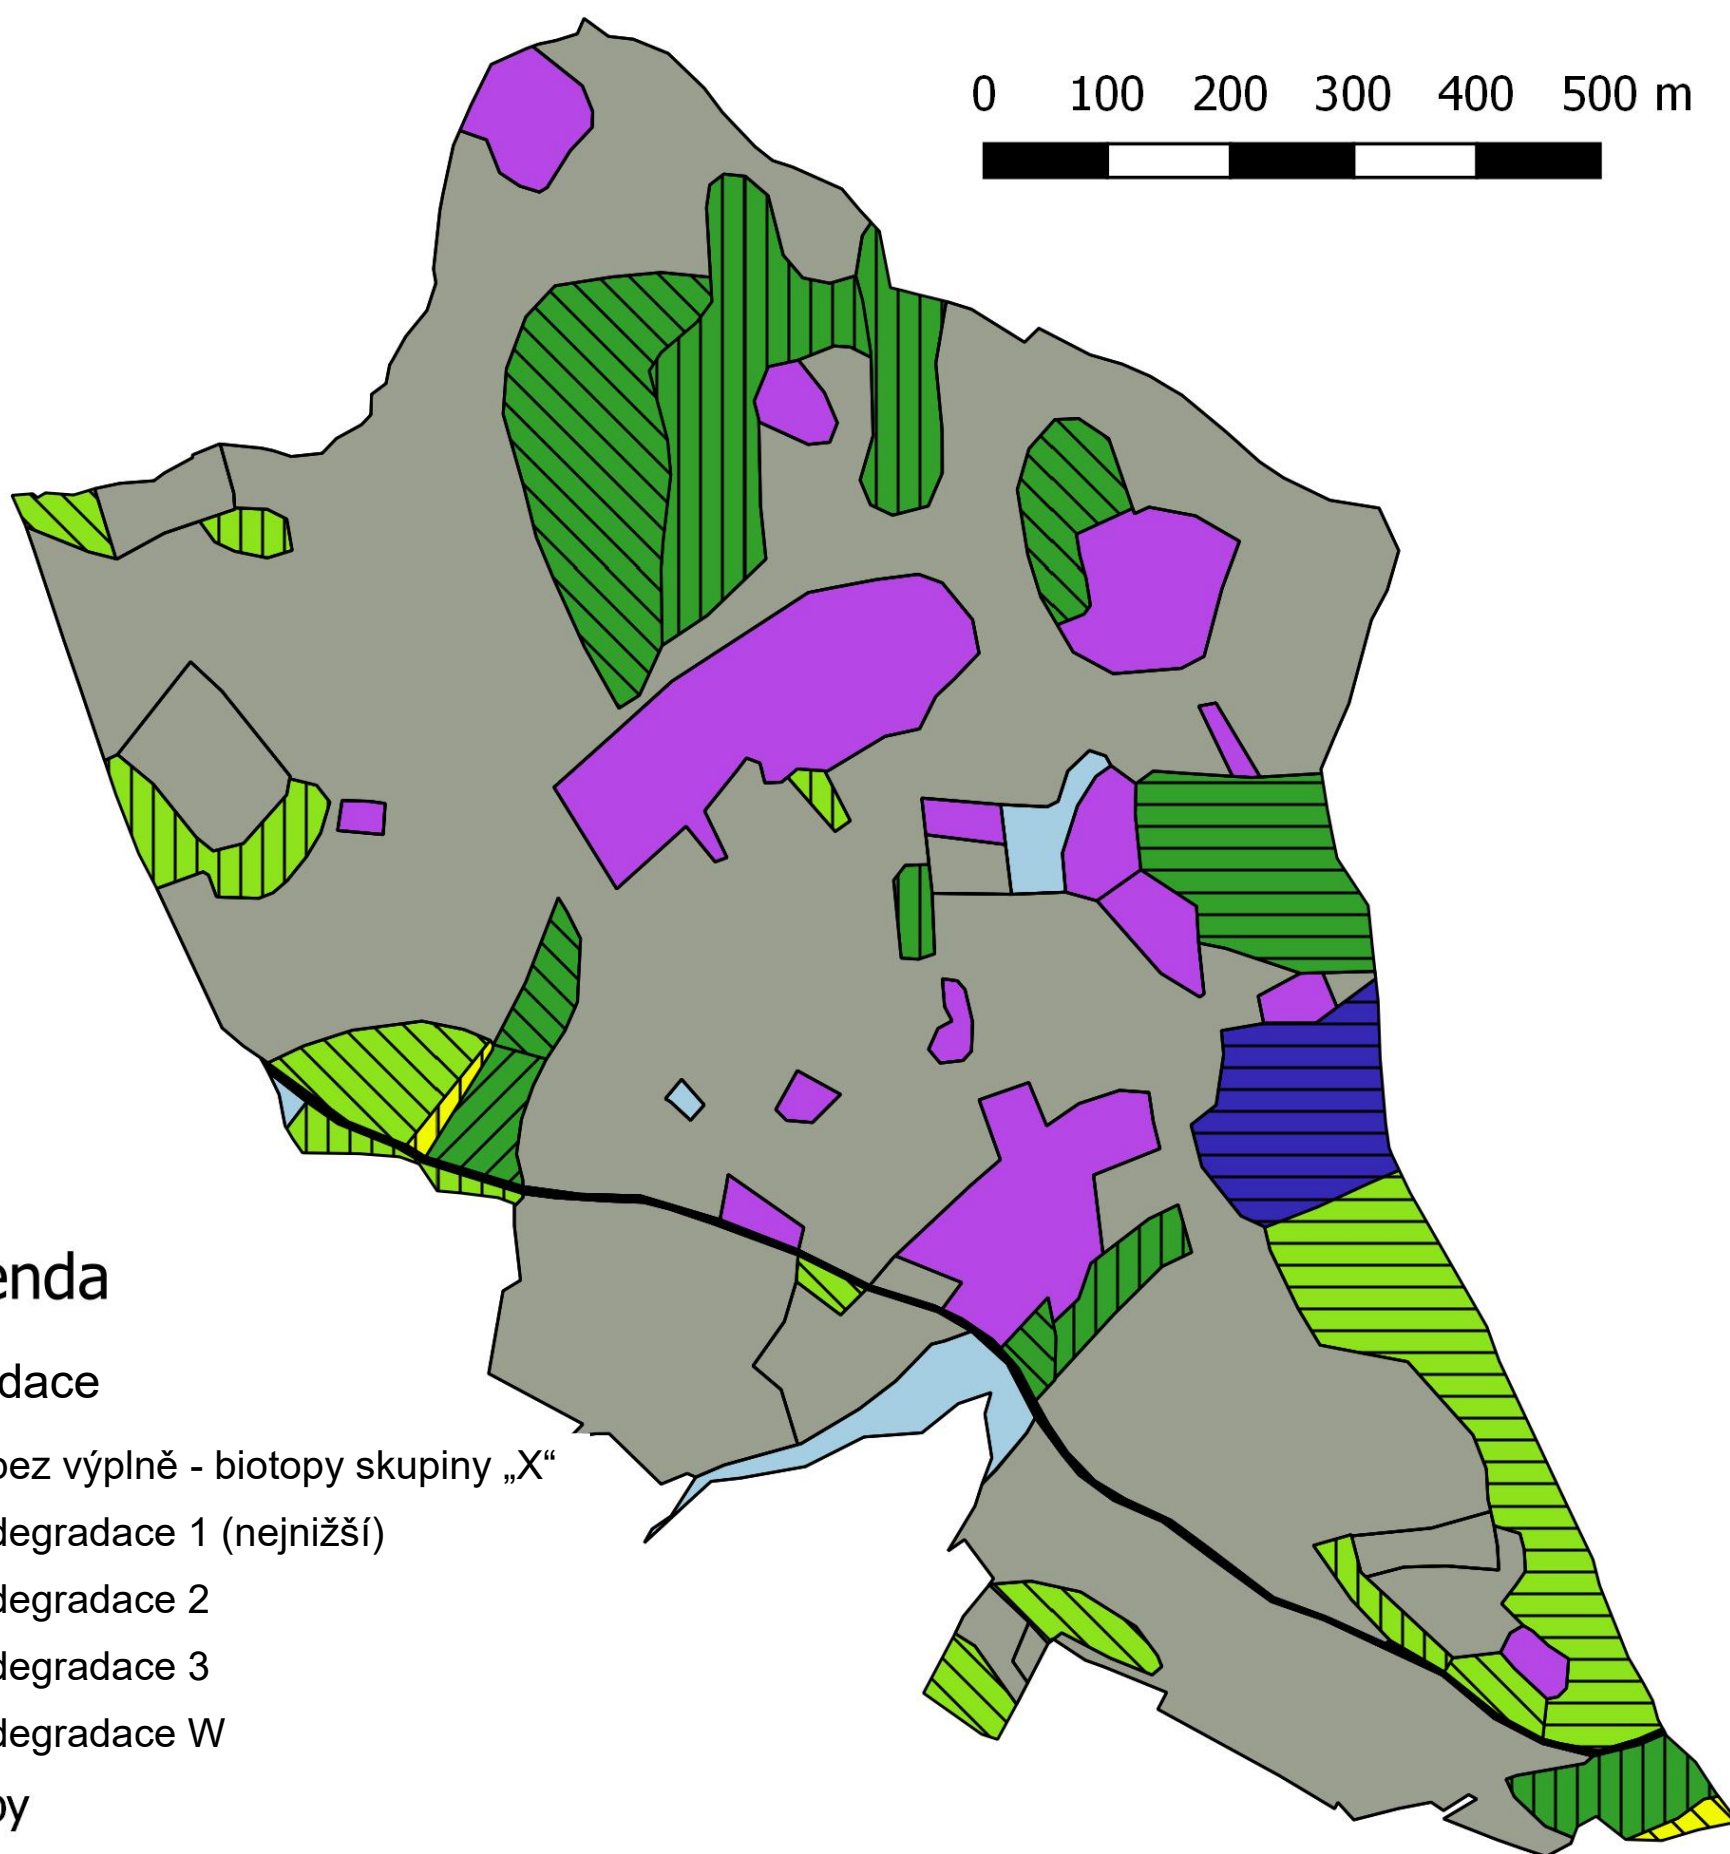 0 100 200 300 400 500 m
enda
dace
bez výplně - biotopy skupiny „X“
degradace 1 (nejnižší)
degradace 2
degradace 3
degradace W
by